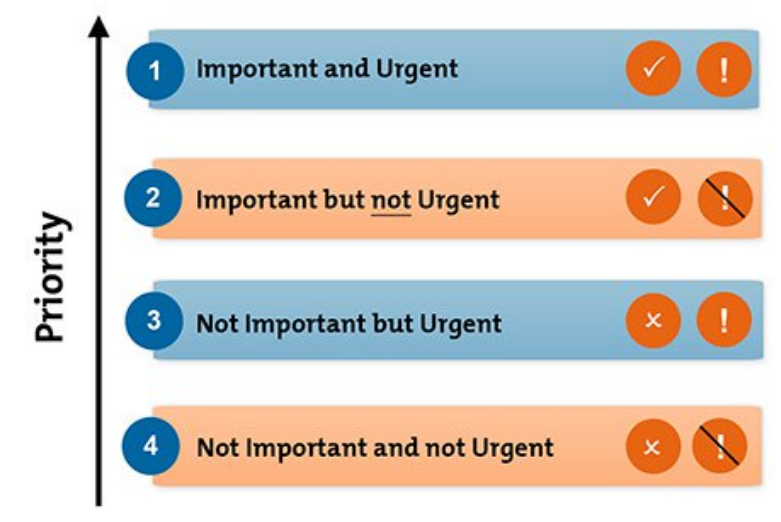 Priority
1 Important and Urgent ✓ !
2 Important but not Urgent ✓ !
3 Not Important but Urgent × !
4 Not Important and not Urgent × !